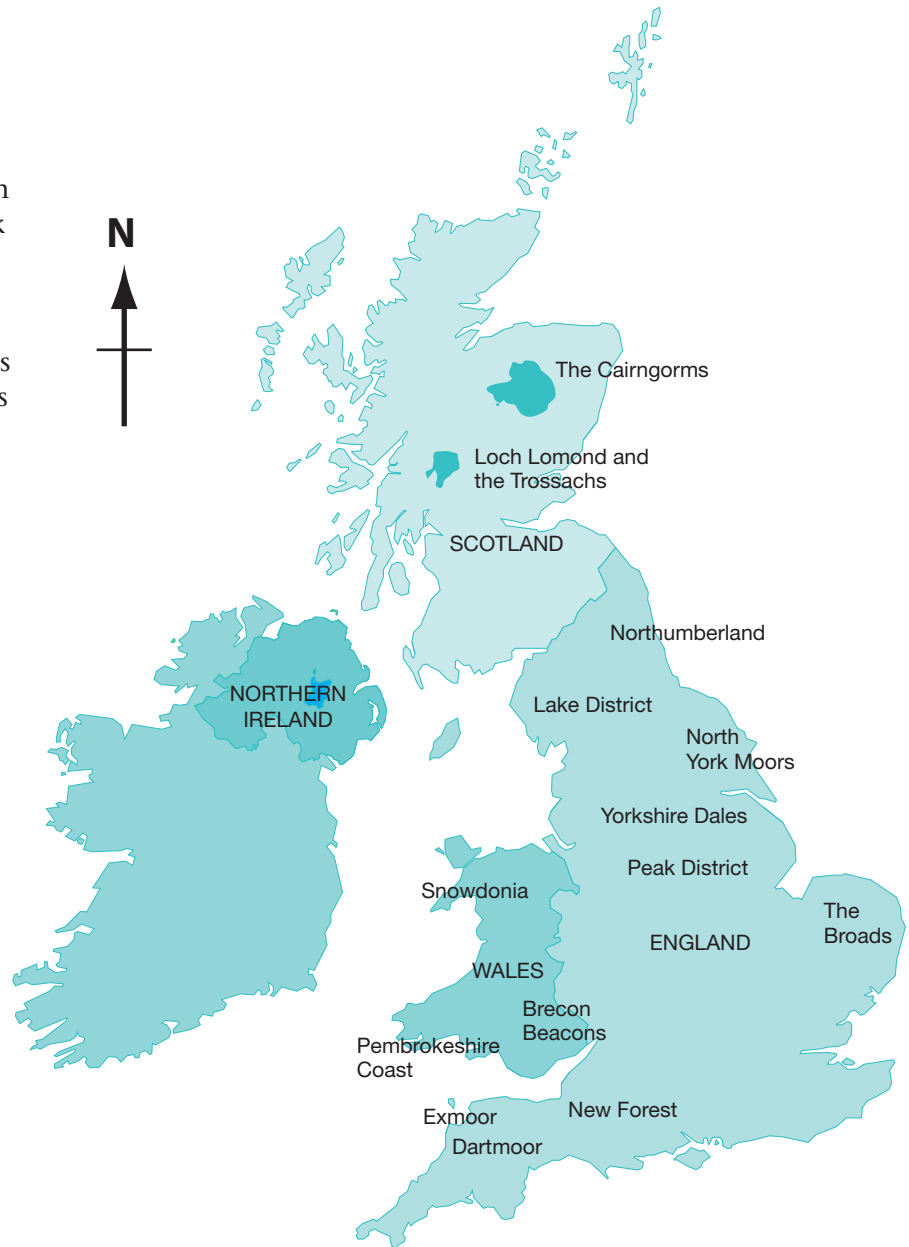 N
The Cairngorms
Loch Lomond and
the Trossachs
SCOTLAND
Northumberland
NORTHERN
IRELAND
Lake District
North
York Moors
Yorkshire Dales
Peak District
Snowdonia
The
Broads
ENGLAND
WALES
Brecon
Beacons
Pembrokeshire
Coast
New Forest
Exmoor
Dartmoor